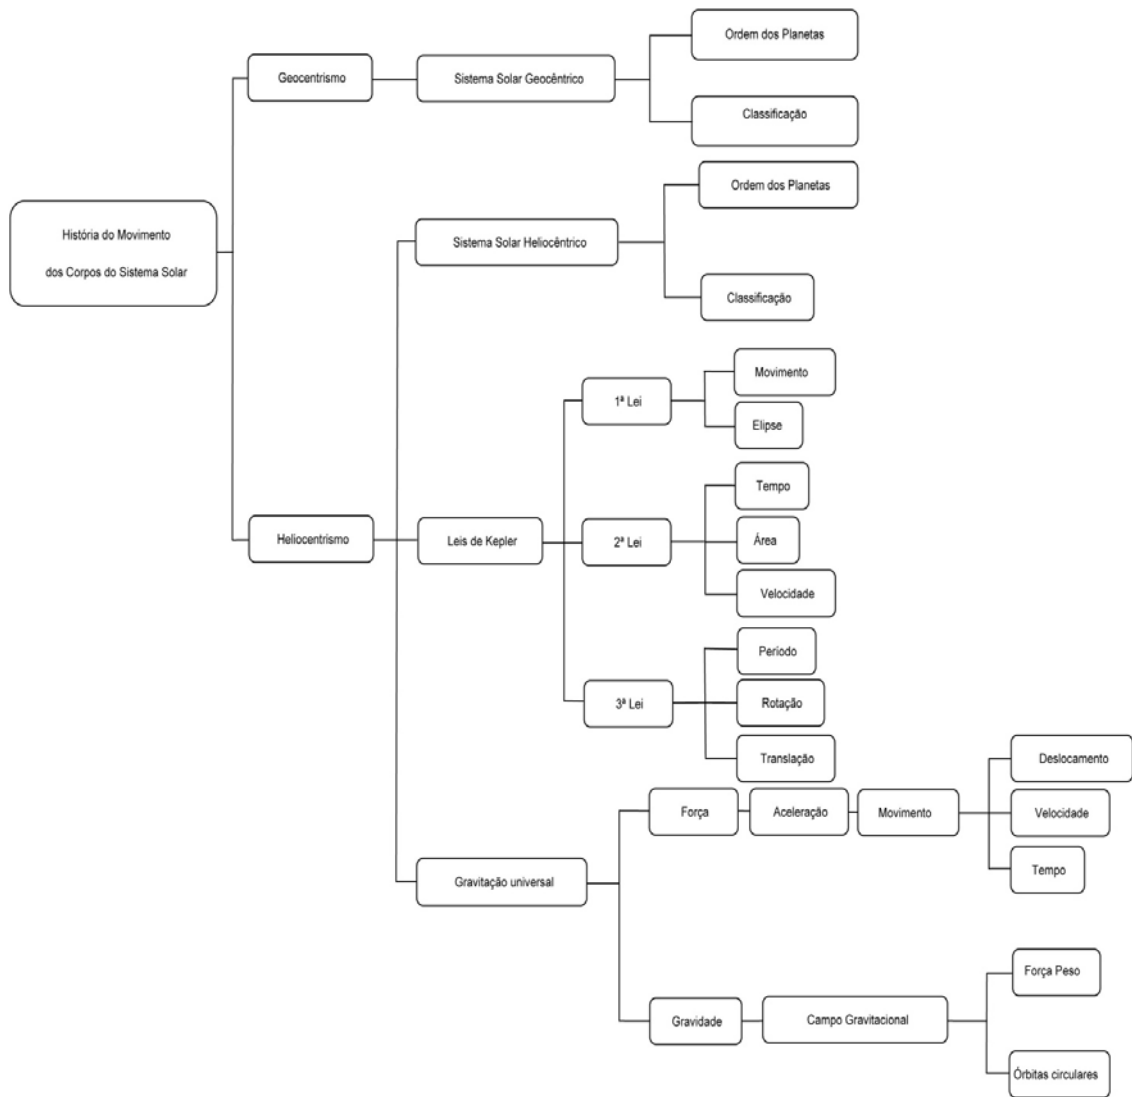 Ordem dos Planetas
Geocentrismo
Sistema Solar Geocêntrico
Classificação
Ordem dos Planetas
História do Movimento
dos Corpos do Sistema Solar
Sistema Solar Heliocêntrico
Classificação
Movimento
1ª Lei
Elipse
Tempo
Heliocentrismo
Leis de Kepler
2ª Lei
Área
Velocidade
Período
3ª Lei
Rotação
Translação
Deslocamento
Força
Aceleração
Movimento
Velocidade
Tempo
Gravitação universal
Força Peso
Gravidade
Campo Gravitacional
Órbitas circulares